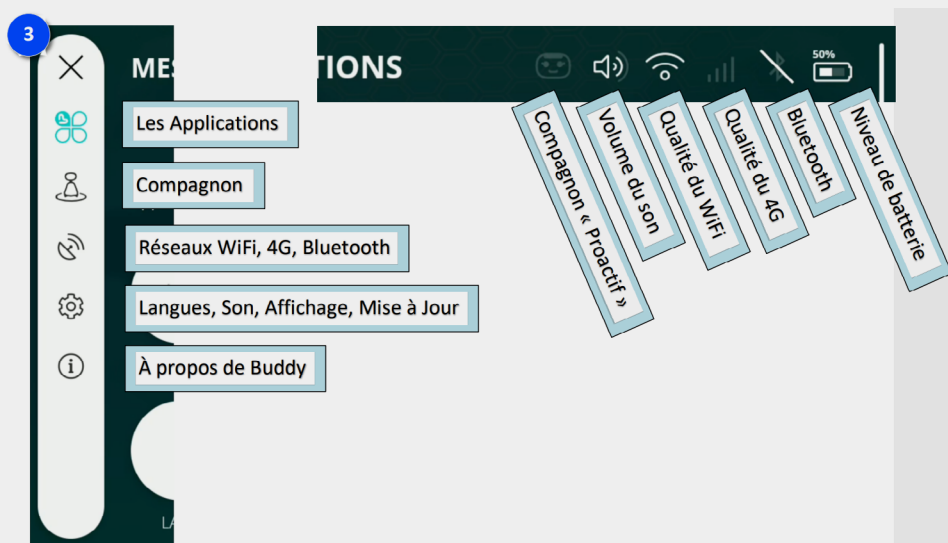 3
MES
TIONS
50%
Les Applications
Compagnon
Réseaux WiFi, 4G, Bluetooth
Langues, Son, Affichage, Mise à Jour
À propos de Buddy
LA
Compagnon « Proactif »
Volume du son
Qualité du WiFi
Qualité du 4G
Bluetooth
Niveau de batterie